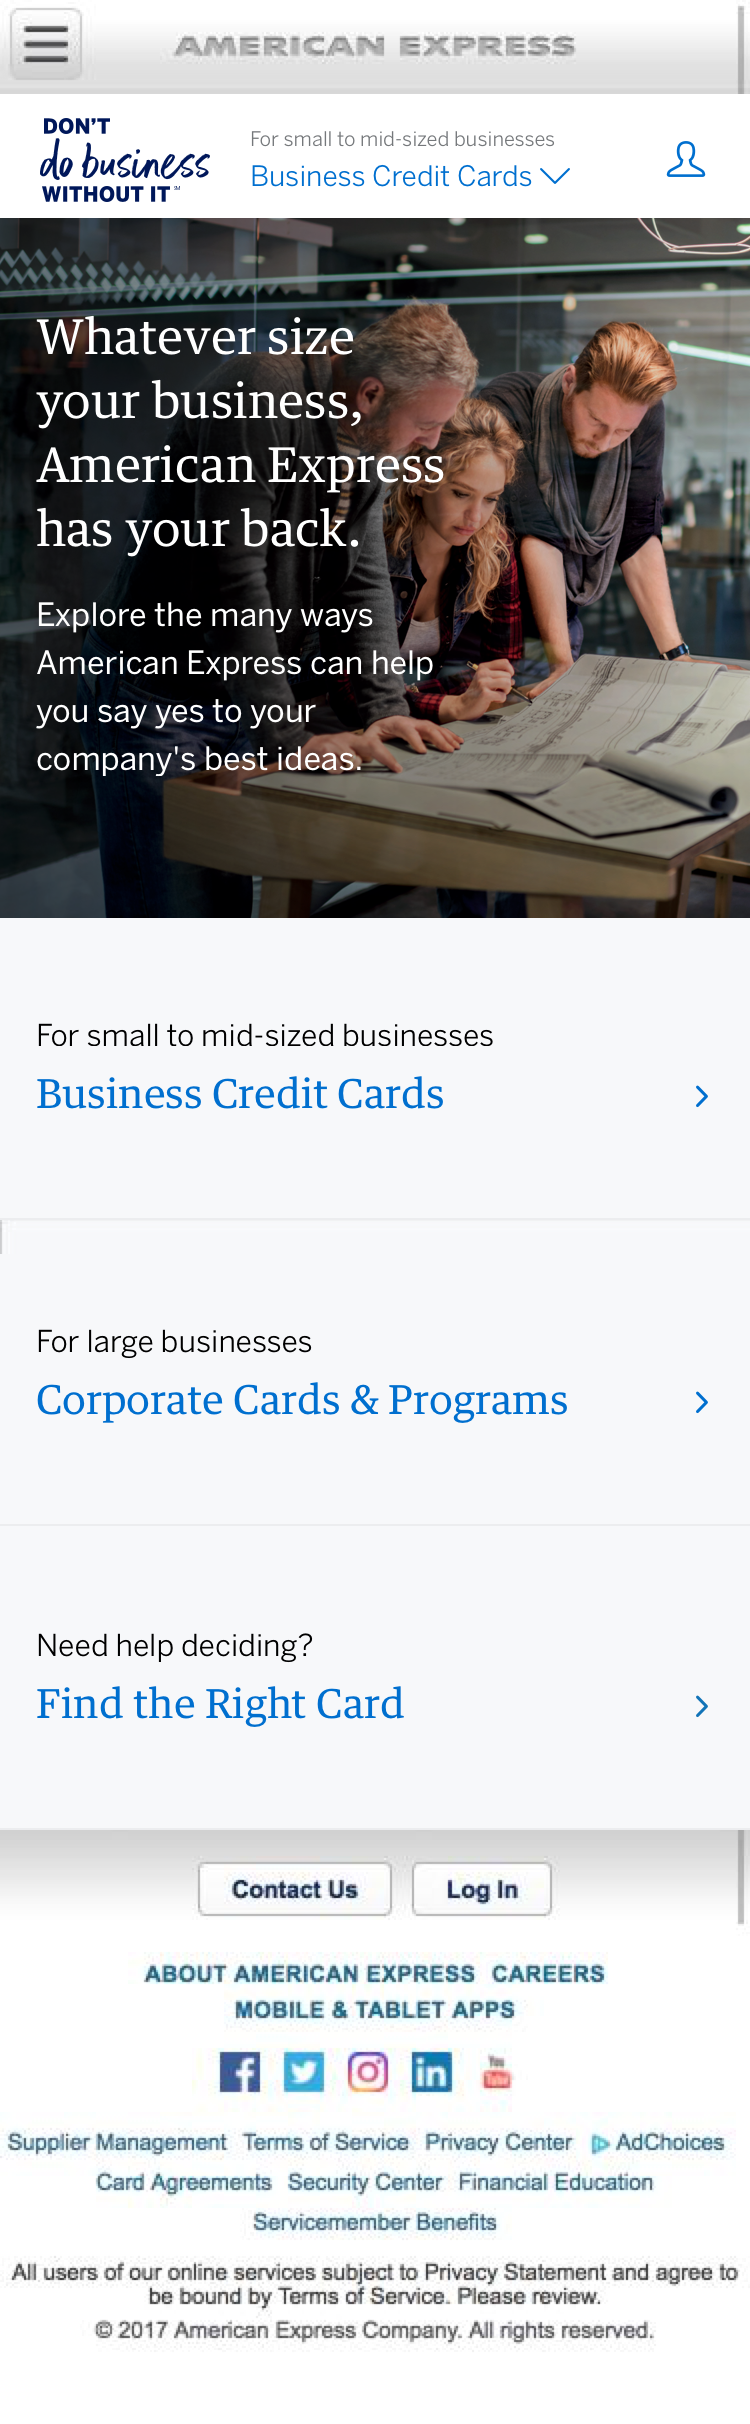 AMERICAN EXPRESS
DON'T
do business
WITHOUT IT℠
For small to mid-sized businesses
Business Credit Cards
Whatever size
your business,
American Express
has your back.
Explore the many ways
American Express can help
you say yes to your
company's best ideas.
For small to mid-sized businesses
Business Credit Cards
For large businesses
Corporate Cards & Programs
Need help deciding?
Find the Right Card
Contact Us Log In
ABOUT AMERICAN EXPRESS CAREERS
MOBILE & TABLET APPS
f in You Tube
Supplier Management Terms of Service Privacy Center AdChoices
Card Agreements Security Center Financial Education
Servicemember Benefits
All users of our online services subject to Privacy Statement and agree to
be bound by Terms of Service. Please review.
© 2017 American Express Company. All rights reserved.